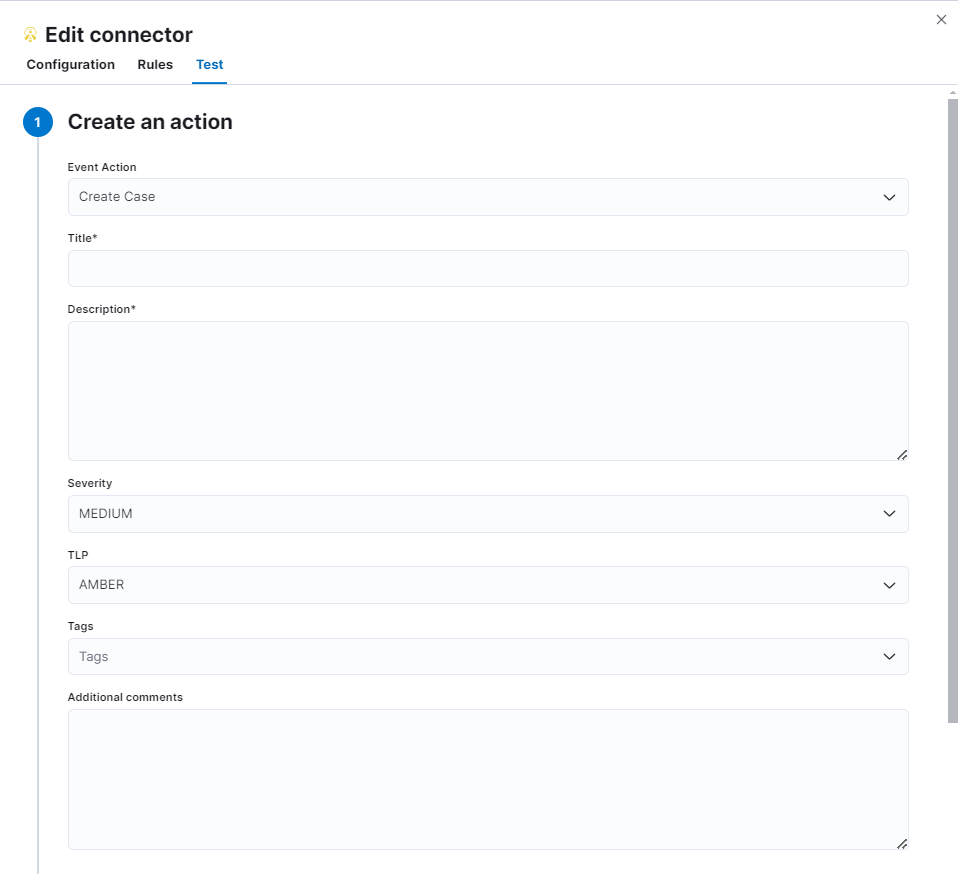 Edit connector
Configuration Rules Test
1 Create an action
Event Action
Create Case
Title*
Description*
Severity
MEDIUM
TLP
AMBER
Tags
Tags
Additional comments